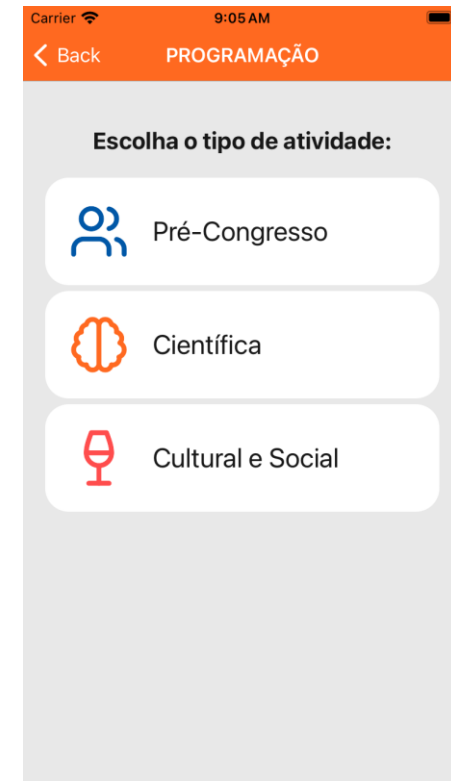 Carrier 9:05 AM
Back PROGRAMAÇÃO
Escolha o tipo de atividade:
Pré-Congresso
Científica
Cultural e Social